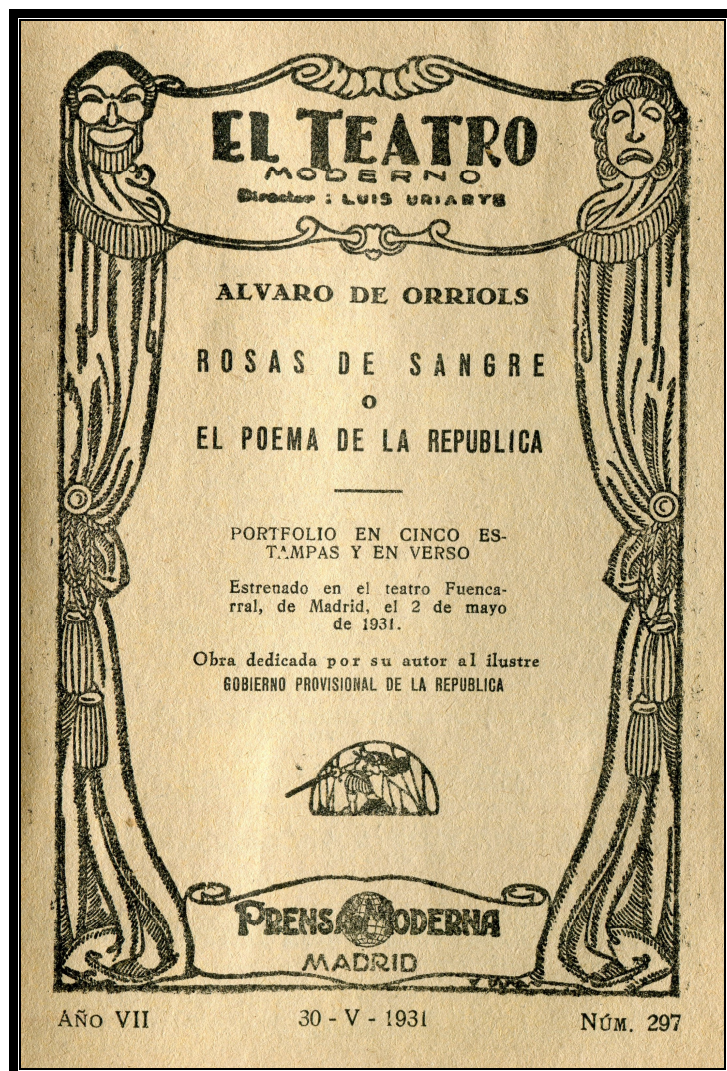 EL TEATRO
MODERNO
Director : LUIS URIARTE
ALVARO DE ORRIOLS
ROSAS DE SANGRE
O
EL POEMA DE LA REPUBLICA
PORTFOLIO EN CINCO ES-
TAMPAS Y EN VERSO
Estrenado en el teatro Fuenca-
rral, de Madrid, el 2 de mayo
de 1931.
Obra dedicada por su autor al ilustre
GOBIERNO PROVISIONAL DE LA REPUBLICA
PRENSA MODERNA
MADRID
AÑO VII
30 - V - 1931
NÚM. 297